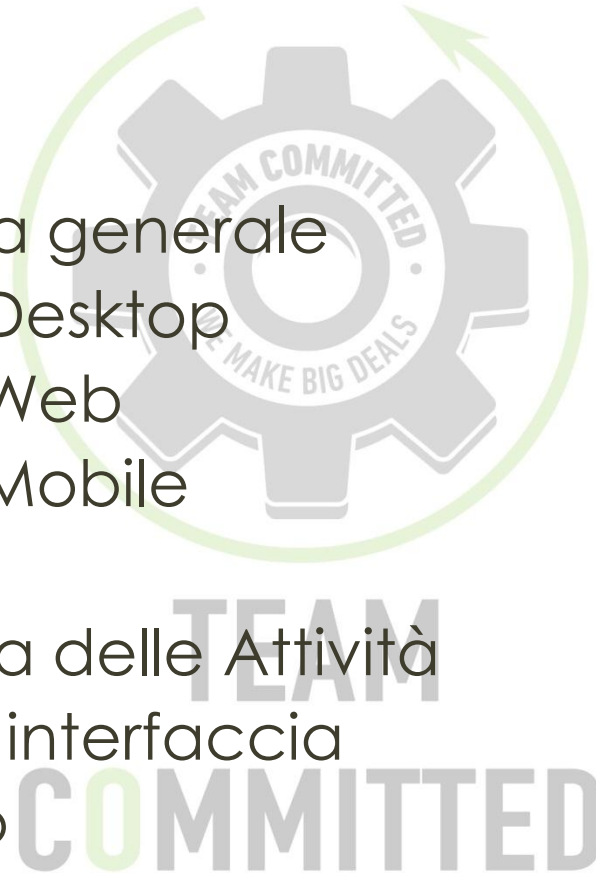 TEAM COMMITTED
WE MAKE BIG DEALS
a generale
Desktop
Web
Mobile
TEAM
a delle Attività
interfaccia
COMMITTED